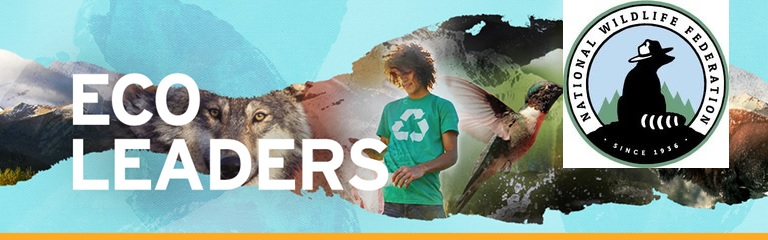 ECO
LEADERS
NATIONAL WILDLIFE FEDERATION
· SINCE 1936 ·